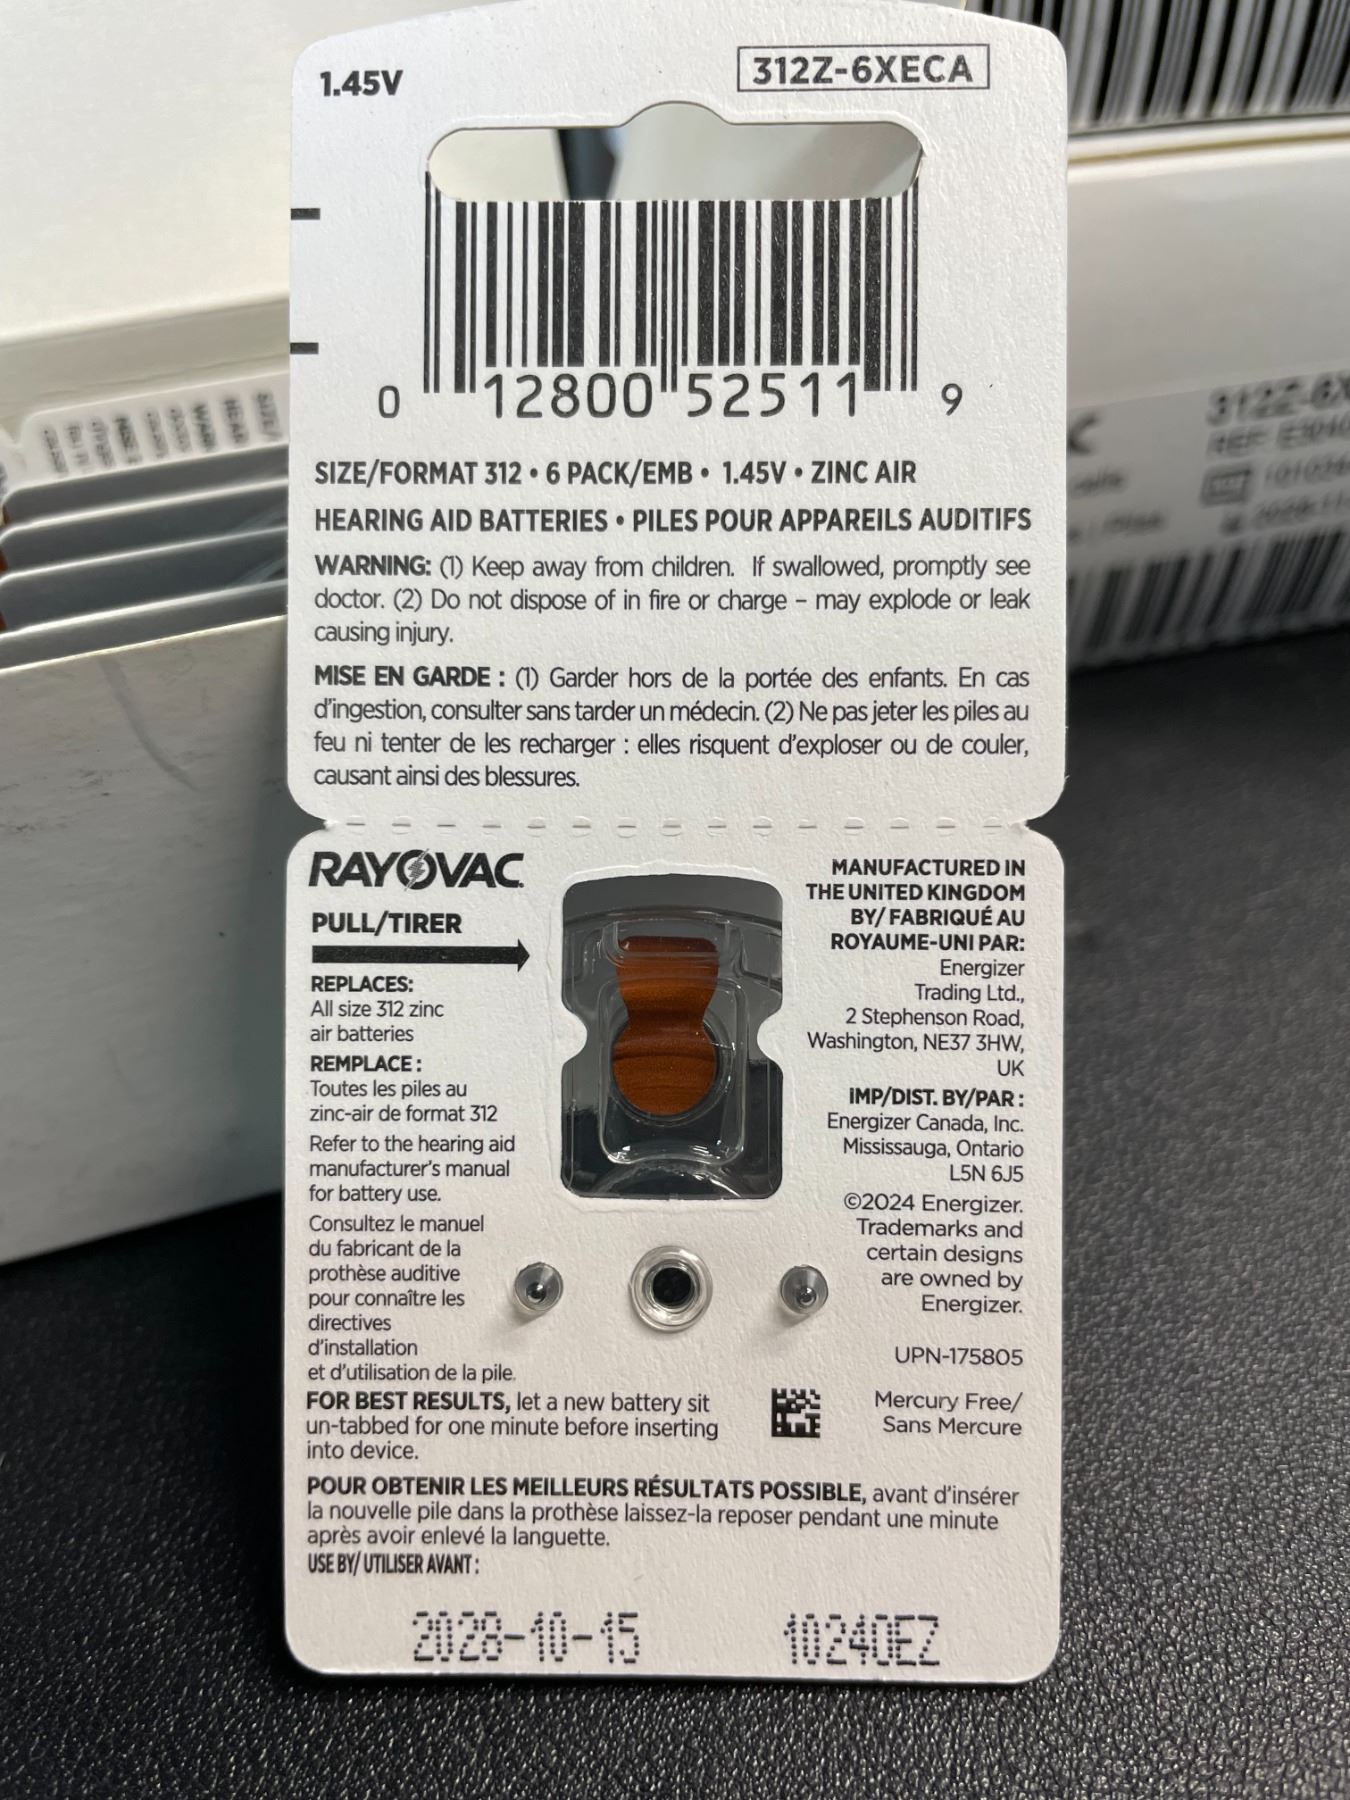 1.45V
312Z-6XECA
0 12800 52511 9
SIZE/FORMAT 312 • 6 PACK/EMB • 1.45V • ZINC AIR
HEARING AID BATTERIES • PILES POUR APPAREILS AUDITIFS
WARNING: (1) Keep away from children. If swallowed, promptly see
doctor. (2) Do not dispose of in fire or charge – may explode or leak
causing injury.
MISE EN GARDE : (1) Garder hors de la portée des enfants. En cas
d'ingestion, consulter sans tarder un médecin. (2) Ne pas jeter les piles au
feu ni tenter de les recharger : elles risquent d'exploser ou de couler,
causant ainsi des blessures.
RAYOVAC
PULL/TIRER
REPLACES:
All size 312 zinc
air batteries
REMPLACE :
Toutes les piles au
zinc-air de format 312
Refer to the hearing aid
manufacturer's manual
for battery use.
Consultez le manuel
du fabricant de la
prothèse auditive
pour connaître les
directives
d'installation
et d'utilisation de la pile.
MANUFACTURED IN
THE UNITED KINGDOM
BY/ FABRIQUÉ AU
ROYAUME-UNI PAR:
Energizer
Trading Ltd.,
2 Stephenson Road,
Washington, NE37 3HW,
UK
IMP/DIST. BY/PAR :
Energizer Canada, Inc.
Mississauga, Ontario
L5N 6J5
©2024 Energizer.
Trademarks and
certain designs
are owned by
Energizer.
UPN-175805
Mercury Free/
Sans Mercure
FOR BEST RESULTS, let a new battery sit
un-tabbed for one minute before inserting
into device.
POUR OBTENIR LES MEILLEURS RÉSULTATS POSSIBLE, avant d'insérer
la nouvelle pile dans la prothèse laissez-la reposer pendant une minute
après avoir enlevé la languette.
USE BY/ UTILISER AVANT :
2028-10-15 10240EZ
312Z-6X